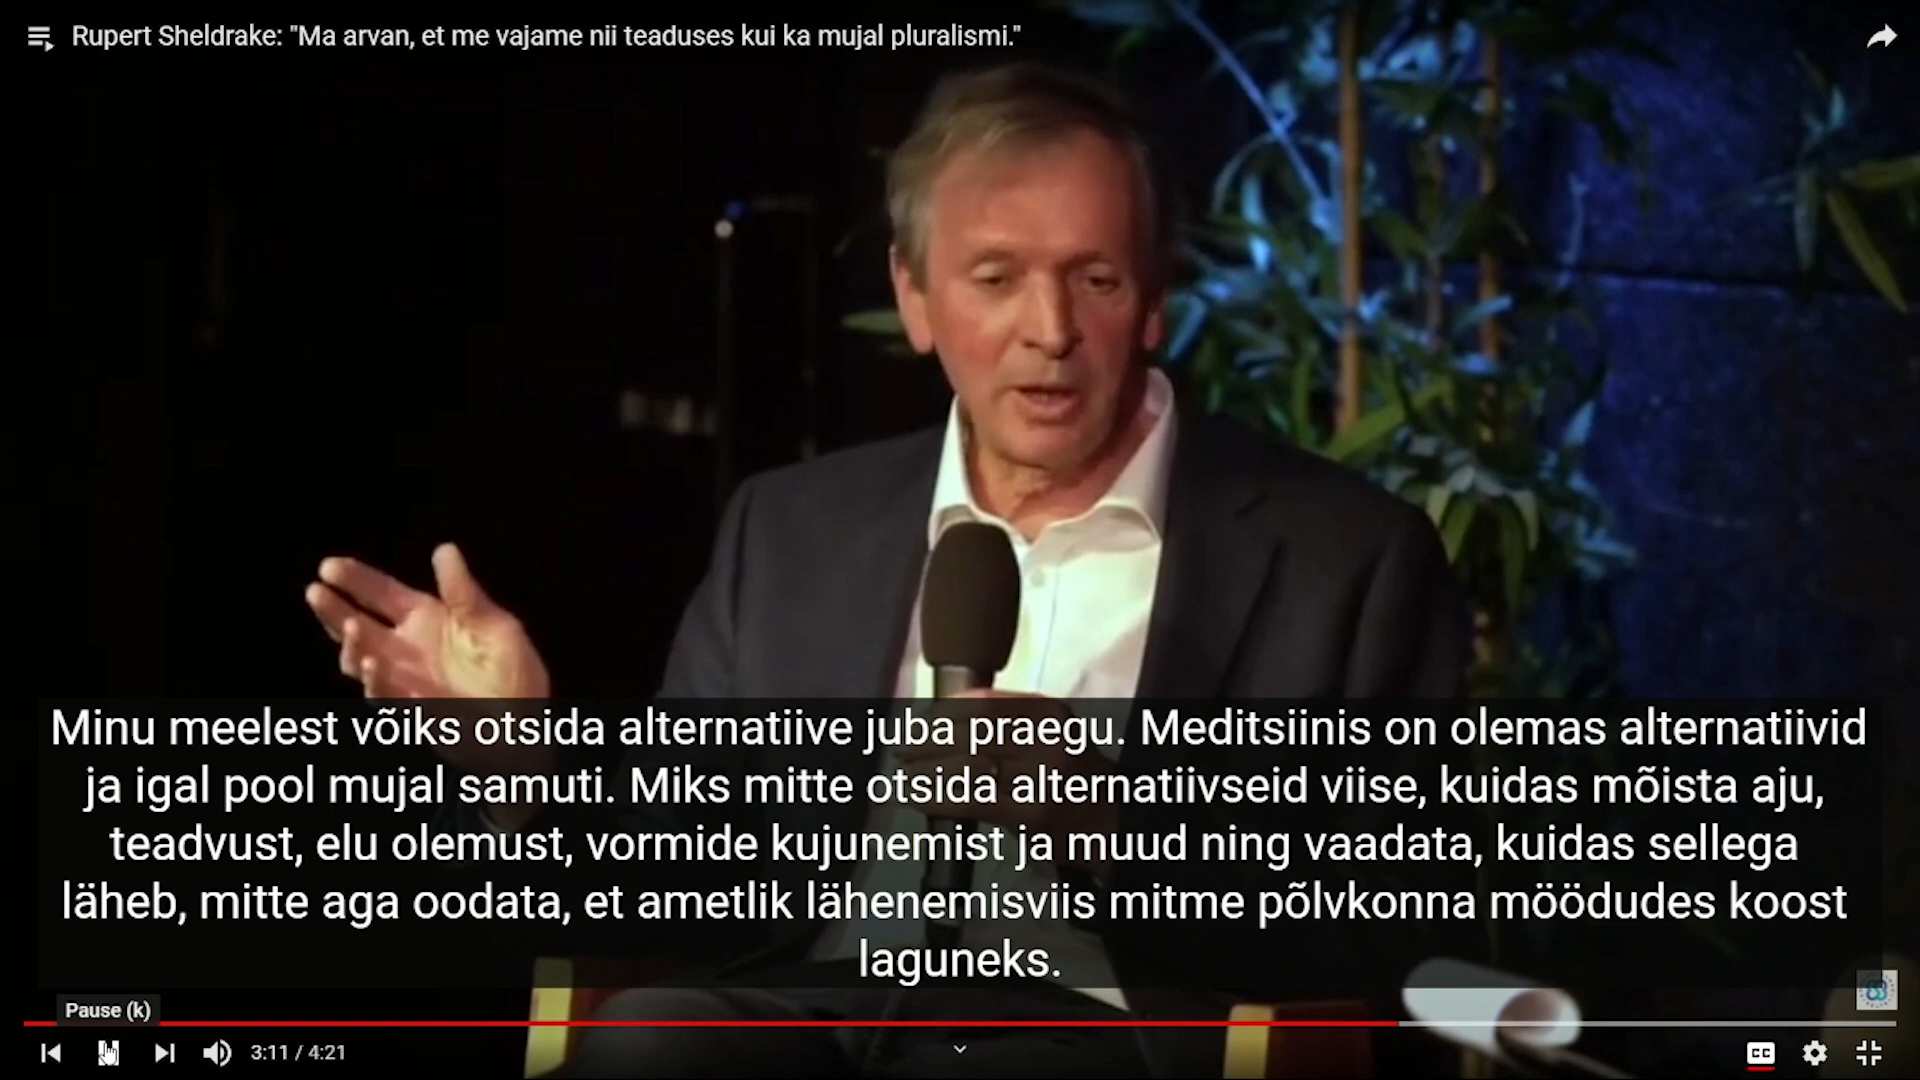 Rupert Sheldrake: "Ma arvan, et me vajame nii teaduses kui ka mujal pluralismi."
Minu meelest võiks otsida alternatiive juba praegu. Meditsiinis on olemas alternatiivid
ja igal pool mujal samuti. Miks mitte otsida alternatiivseid viise, kuidas mõista aju,
teadvust, elu olemust, vormide kujunemist ja muud ning vaadata, kuidas sellega
läheb, mitte aga oodata, et ametlik lähenemisviis mitme põlvkonna möödudes koost
laguneks.
Pause (k)
3:11 / 4:21
CC